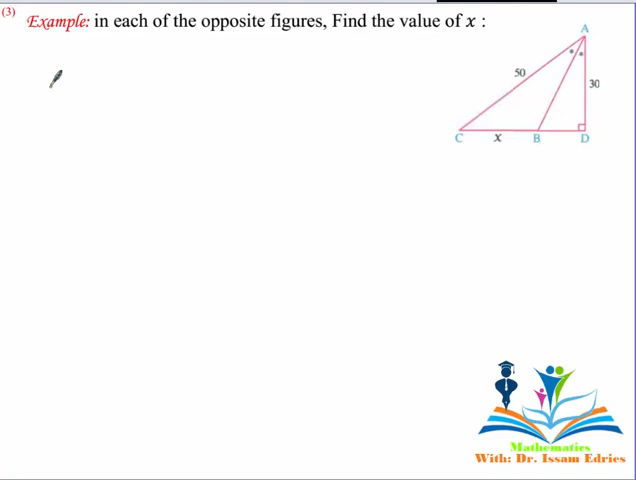 (3) Example: in each of the opposite figures, Find the value of x :
A
50
30
C x B D
Mathematics
With: Dr. Issam Edries